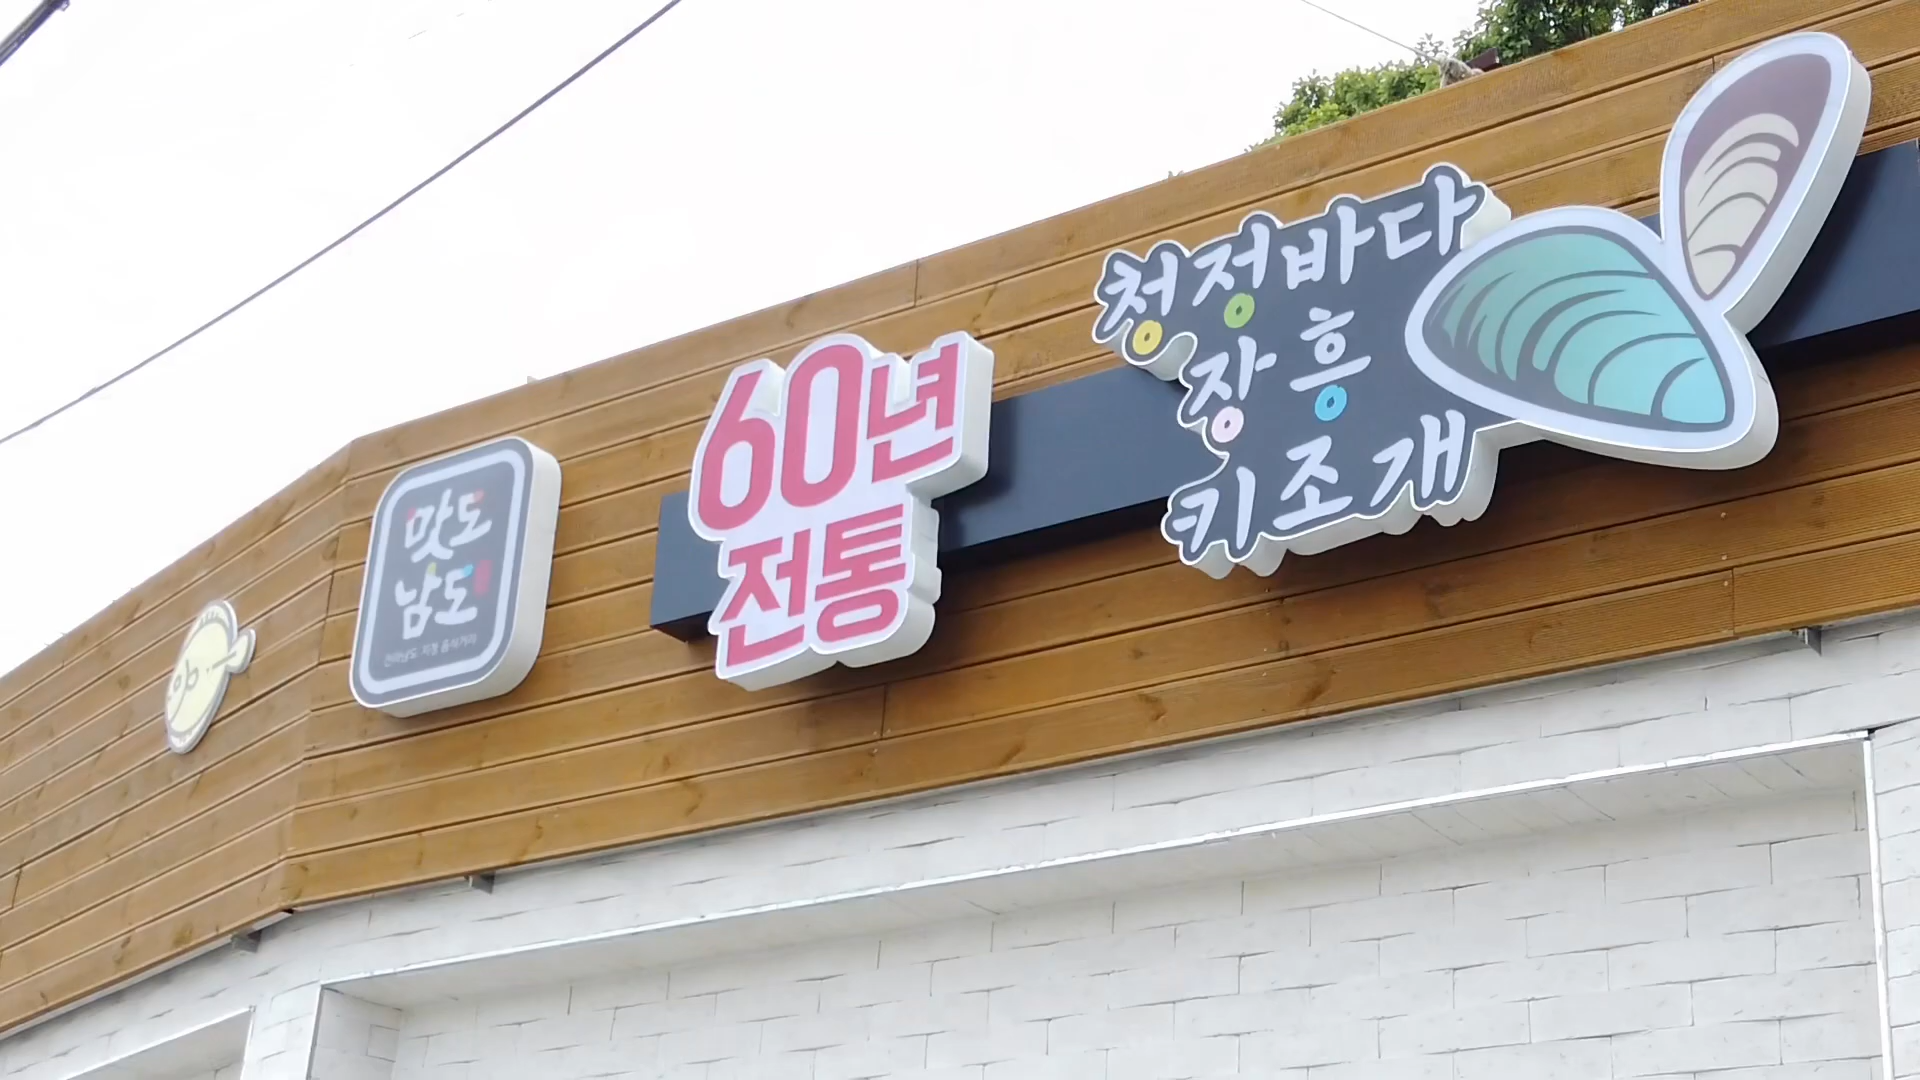 맛도
남도
전라남도 지정 음식거리
60년
전통
청정바다
장흥
키조개